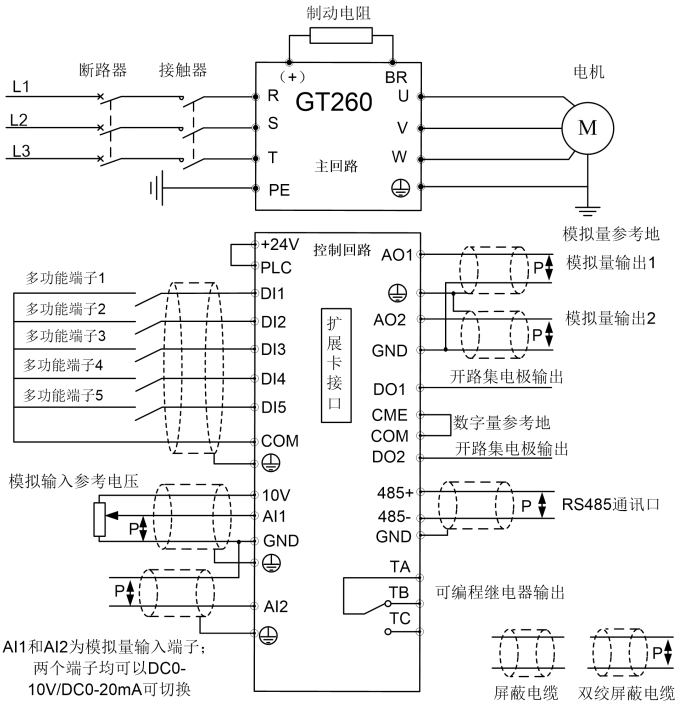 制动电阻
断路器 接触器
(+) BR
电机
L1 R GT260 U
L2 S V M
L3 T W
主回路
PE
模拟量参考地
+24V 控制回路 AO1
P 模拟量输出1
PLC
多功能端子1
DI1
多功能端子2
DI2 AO2 模拟量输出2
扩展卡接口
P
多功能端子3
DI3 GND
多功能端子4
DI4 DO1 开路集电极输出
多功能端子5
DI5 CME
数字量参考地
COM COM
DO2 开路集电极输出
模拟输入参考电压
10V 485+
P RS485通讯口
AI1 485-
P
GND GND
TA
P TB 可编程继电器输出
AI2 TC
AI1和AI2为模拟量输入端子；
两个端子均可以DC0-
10V/DC0-20mA可切换
P
屏蔽电缆 双绞屏蔽电缆